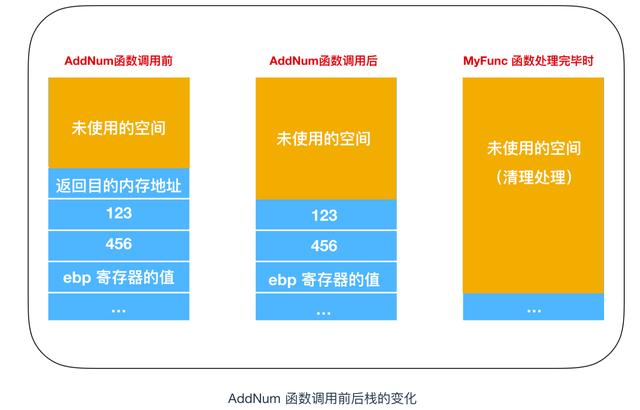 AddNum函数调用前
未使用的空间
返回目的内存地址
123
456
ebp 寄存器的值
...
AddNum函数调用后
未使用的空间
123
456
ebp 寄存器的值
...
MyFunc 函数处理完毕时
未使用的空间
（清理处理）
...
AddNum 函数调用前后栈的变化